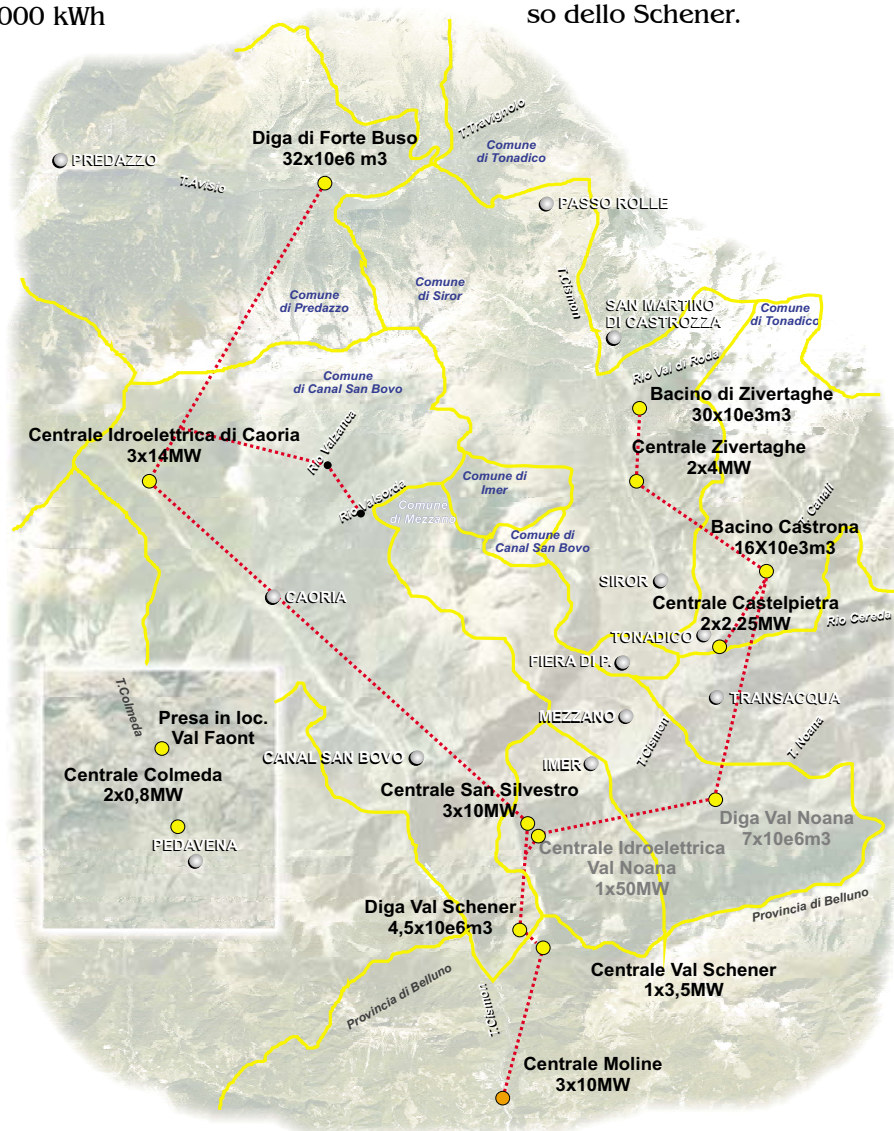 000 kWh
so dello Schener.
Diga di Forte Buso
32x10e6 m3
T.Travignolo
Comune
di Tonadico
PREDAZZO
T.Avisio
PASSO ROLLE
Comune
di Predazzo
Comune
di Siror
T.Cismon
SAN MARTINO
DI CASTROZZA
Comune
di Tonadico
Comune
di Canal San Bovo
Rio Val di Roda
Bacino di Zivertaghe
30x10e3m3
Centrale Idroelettrica di Caoria
3x14MW
Rio Valzanca
Centrale Zivertaghe
2x4MW
Comune di
Imer
Rio Valsorda
Comune
di Mezzano
T. Canali
Bacino Castrona
16X10e3m3
Comune di
Canal San Bovo
SIROR
CAORIA
Centrale Castelpietra
2x2,25MW
Rio Cereda
TONADICO
FIERA DI P.
T.Colmeda
Presa in loc.
Val Faont
TRANSACQUA
MEZZANO
T.Cismon
T. Noana
CANAL SAN BOVO
IMER
Centrale Colmeda
2x0,8MW
Centrale San Silvestro
3x10MW
PEDAVENA
Diga Val Noana
7x10e6m3
Centrale Idroelettrica
Val Noana
1x50MW
Diga Val Schener
4,5x10e6m3
Provincia di Belluno
Centrale Val Schener
1x3,5MW
Provincia di Belluno
T.Cismon
Centrale Moline
3x10MW